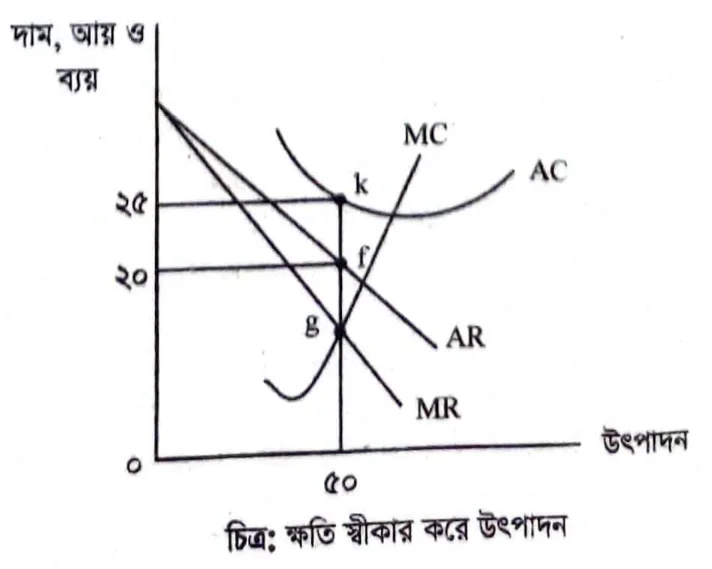 দাম, আয় ও
ব্যয়
MC
AC
k
২৫
f
২০
g
AR
MR
উৎপাদন
০
৫০
চিত্র: ক্ষতি স্বীকার করে উৎপাদন